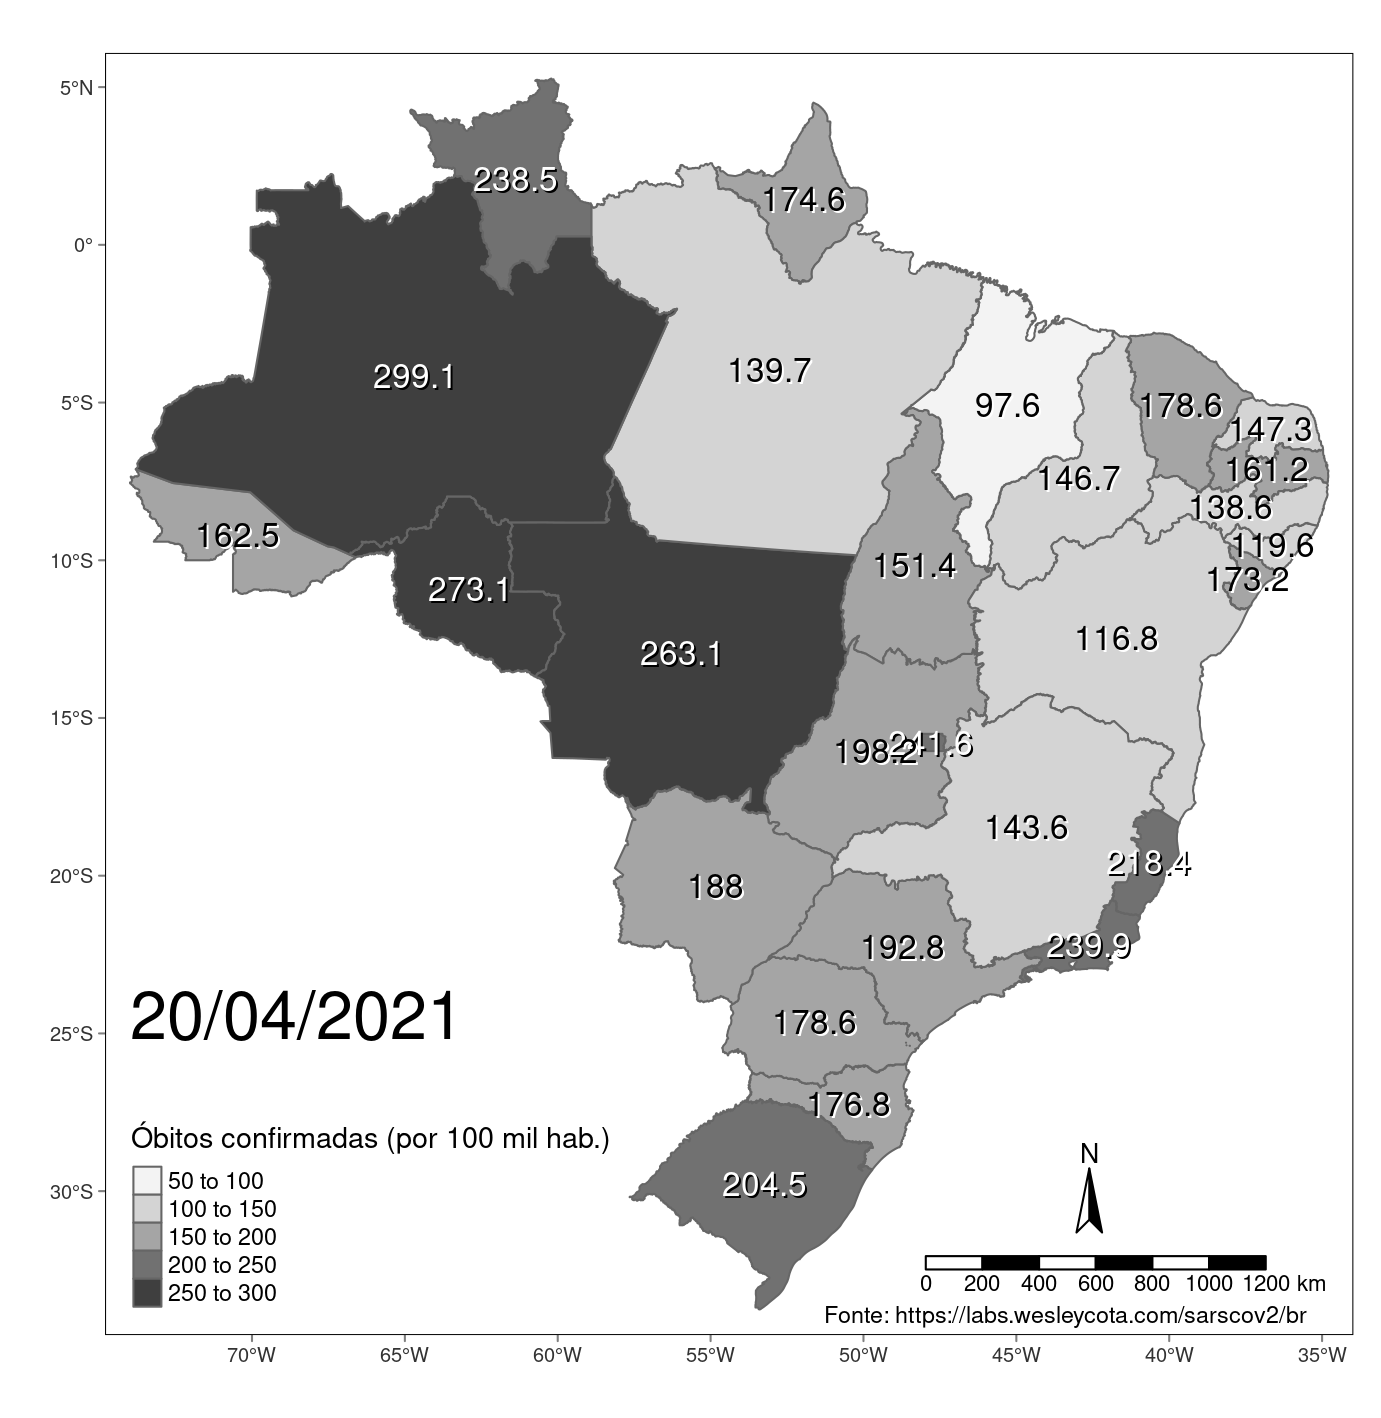 5°N
0°
5°S
10°S
15°S
20°S
25°S
30°S
238.5
174.6
299.1
139.7
97.6
178.6
147.3
146.7
161.2
138.6
162.5
119.6
151.4
173.2
273.1
116.8
263.1
198.2
241.6
143.6
218.4
188
192.8
239.9
20/04/2021
178.6
176.8
204.5
Óbitos confirmadas (por 100 mil hab.)
50 to 100
100 to 150
150 to 200
200 to 250
250 to 300
N
0 200 400 600 800 1000 1200 km
Fonte: https://labs.wesleycota.com/sarscov2/br
70°W 65°W 60°W 55°W 50°W 45°W 40°W 35°W